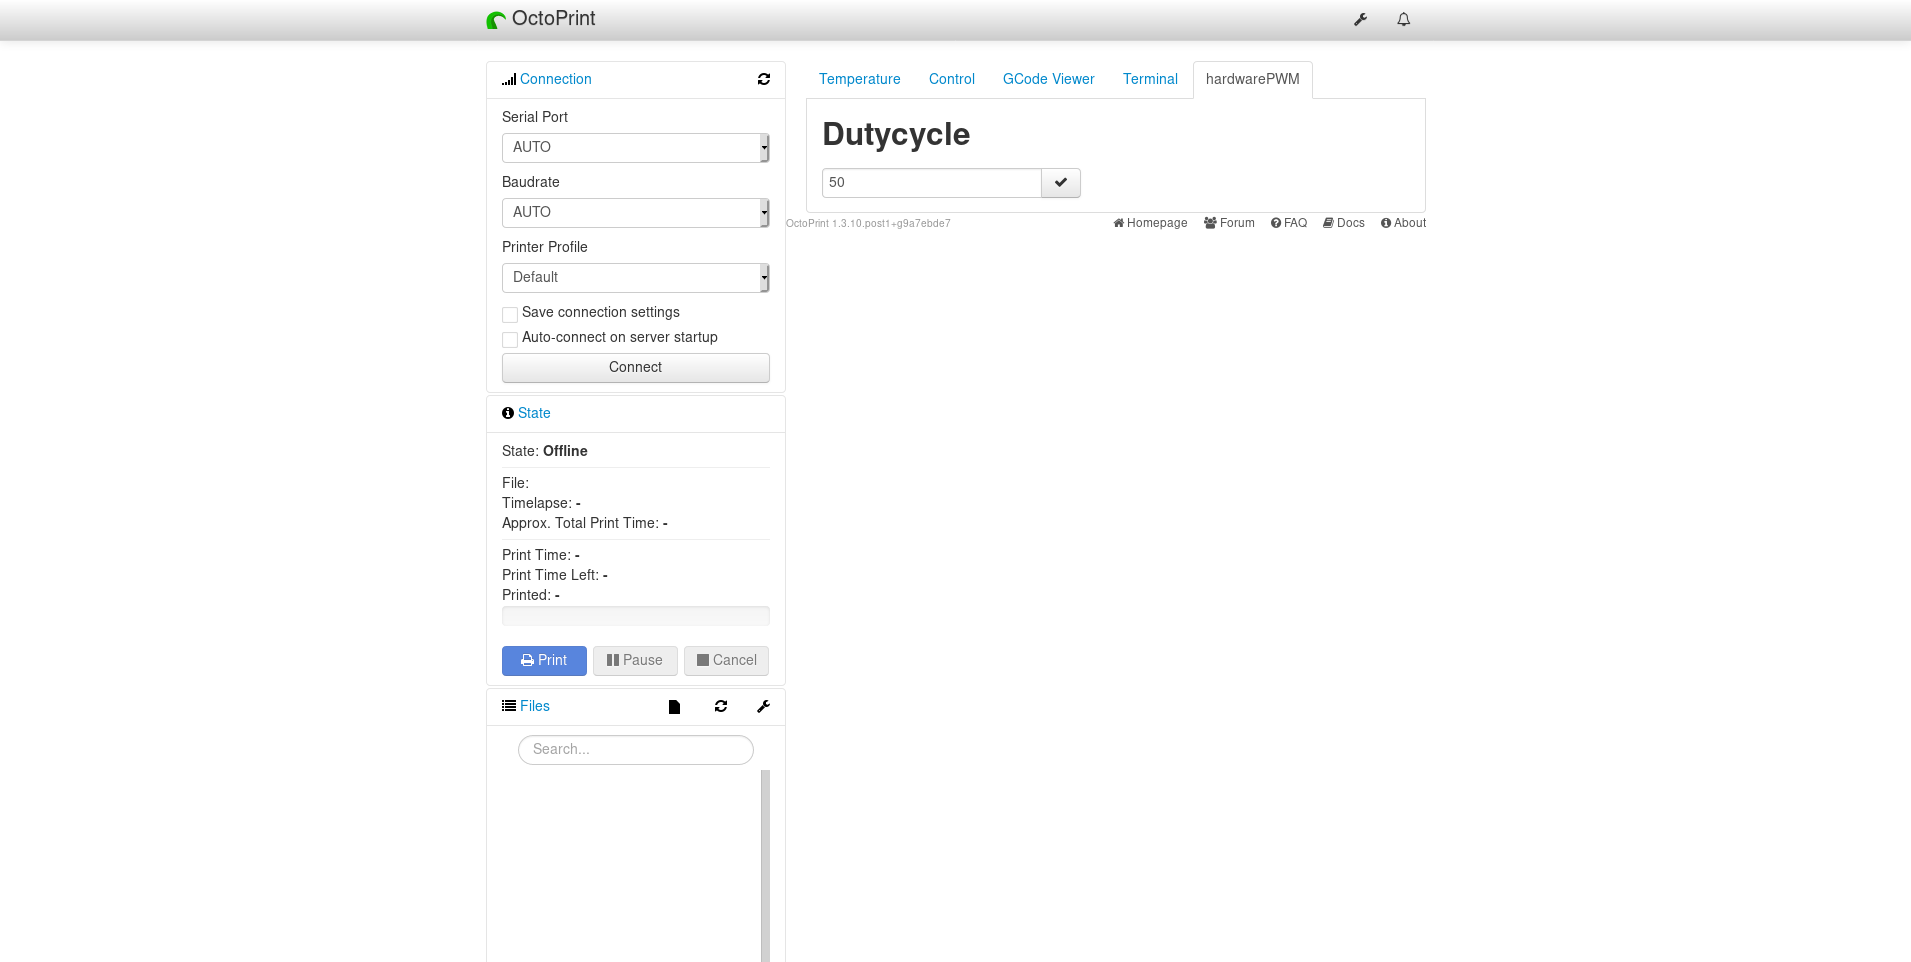 OctoPrint
Connection
Serial Port
AUTO
Baudrate
AUTO
Printer Profile
Default
Save connection settings
Auto-connect on server startup
Connect
State
State: Offline
File:
Timelapse: -
Approx. Total Print Time: -
Print Time: -
Print Time Left: -
Printed: -
Print Pause Cancel
Files
Search...
Temperature Control GCode Viewer Terminal hardwarePWM
Dutycycle
50
OctoPrint 1.3.10.post1+g9a7ebde7 Homepage Forum FAQ Docs About